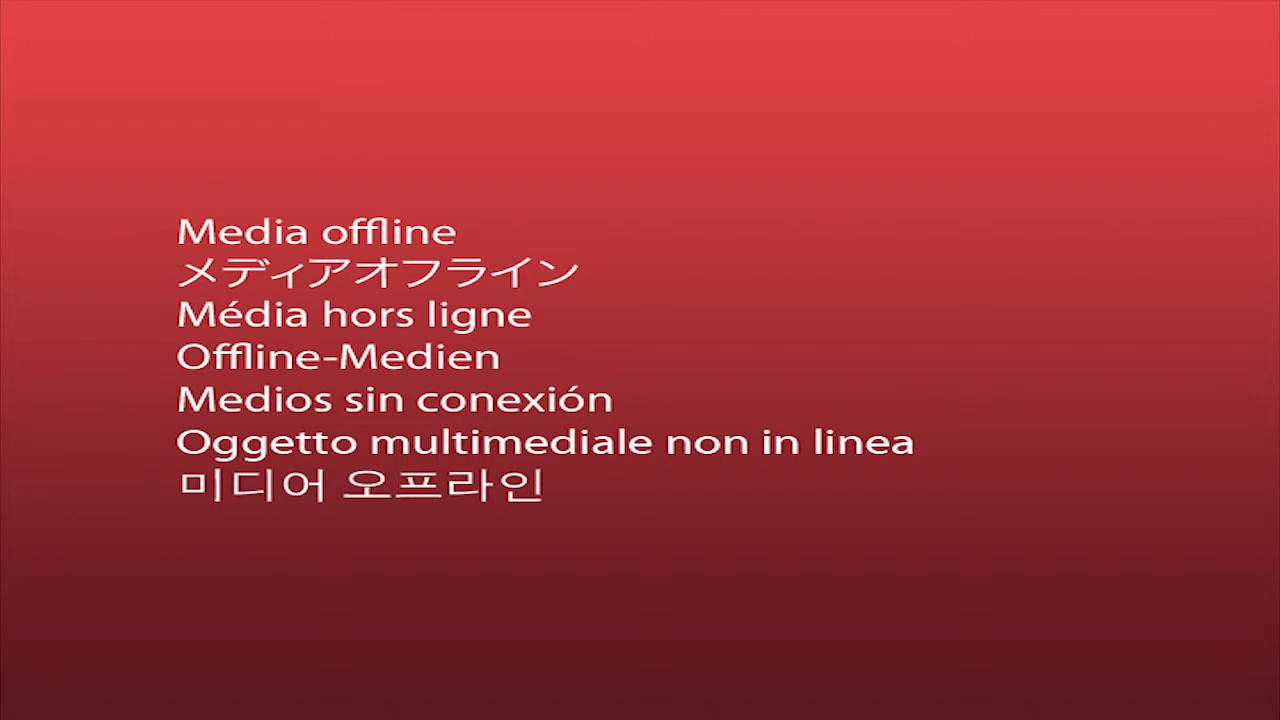 Media offline
メディアオフライン
Média hors ligne
Offline-Medien
Medios sin conexión
Oggetto multimediale non in linea
미디어 오프라인